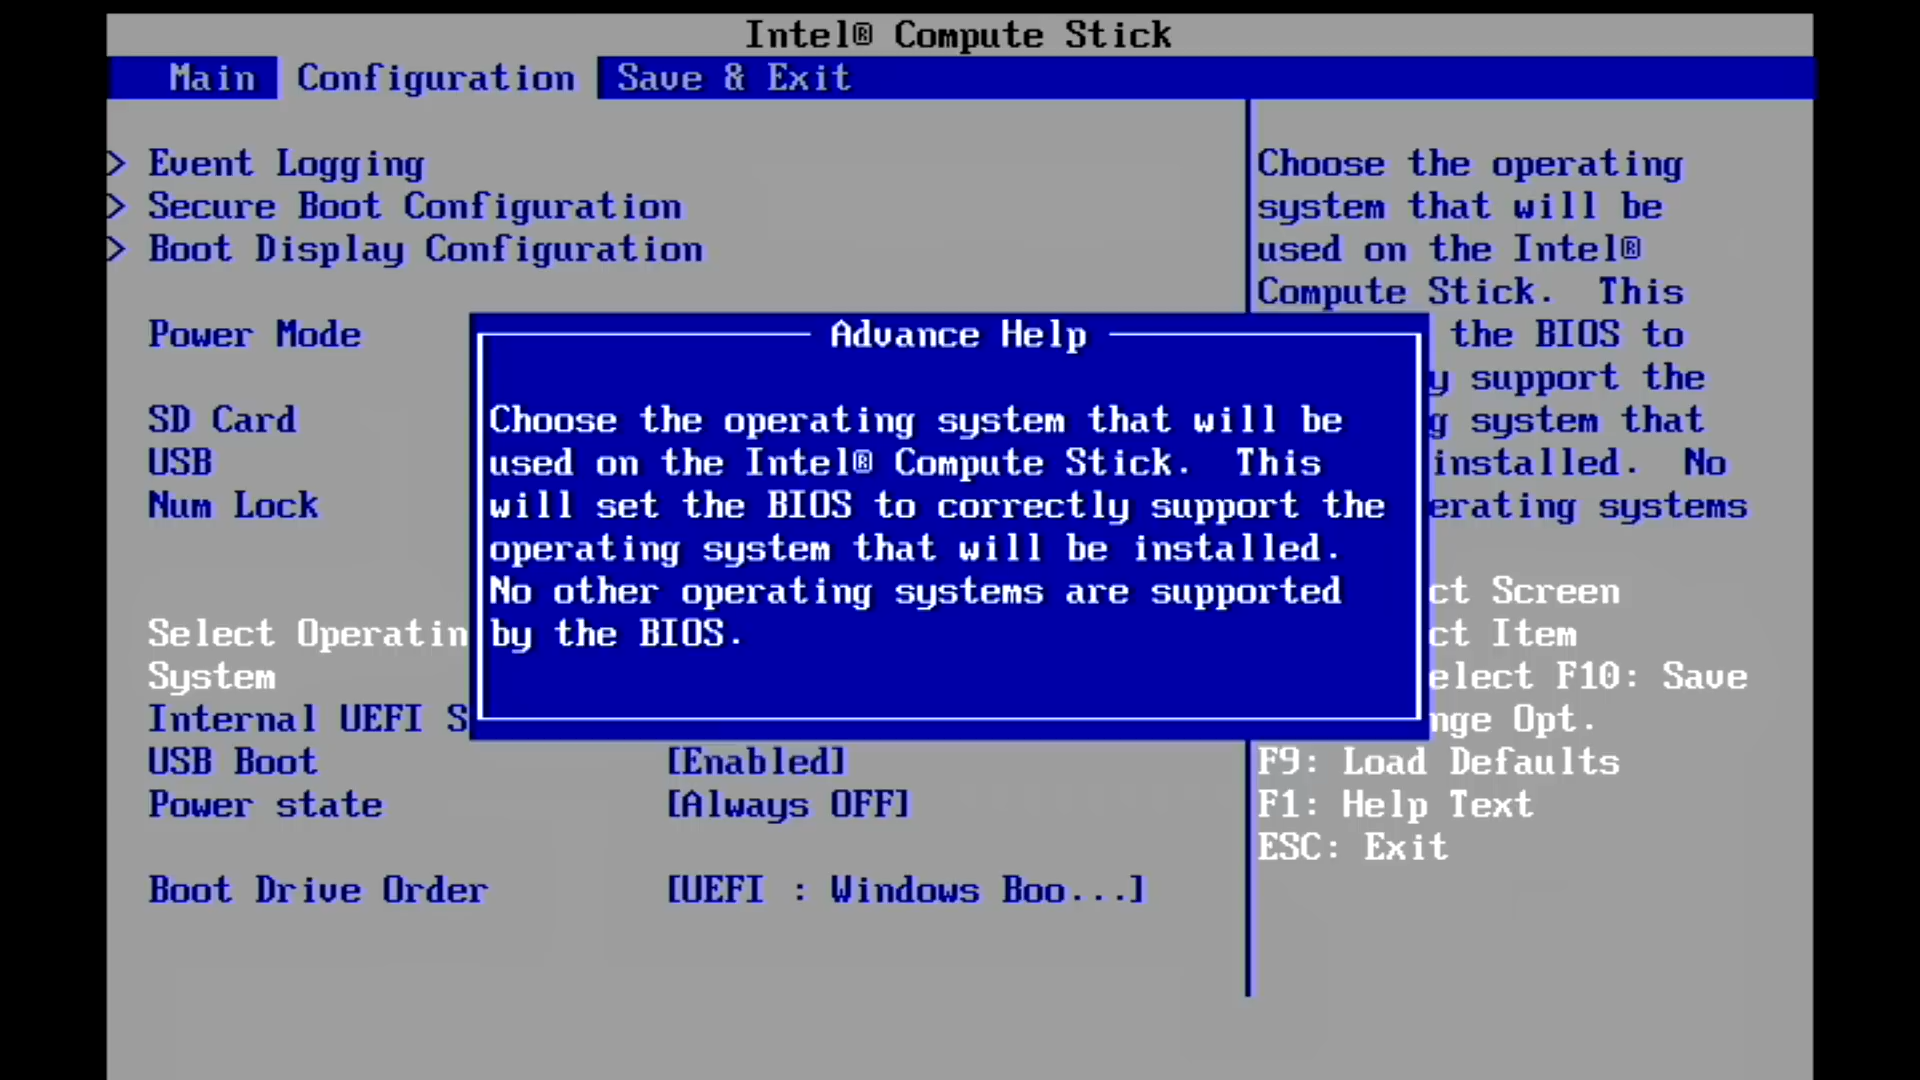 Intel® Compute Stick
Main Configuration Save & Exit
> Event Logging
> Secure Boot Configuration
> Boot Display Configuration
Power Mode
SD Card
USB
Num Lock
Select Operatin
System
Internal UEFI S
USB Boot [Enabled]
Power state [Always OFF]
Boot Drive Order [UEFI : Windows Boo...]
Advance Help
Choose the operating system that will be
used on the Intel® Compute Stick. This
will set the BIOS to correctly support the
operating system that will be installed.
No other operating systems are supported
by the BIOS.
Choose the operating
system that will be
used on the Intel®
Compute Stick. This
the BIOS to
y support the
g system that
installed. No
erating systems
ct Screen
ct Item
elect F10: Save
nge Opt.
F9: Load Defaults
F1: Help Text
ESC: Exit